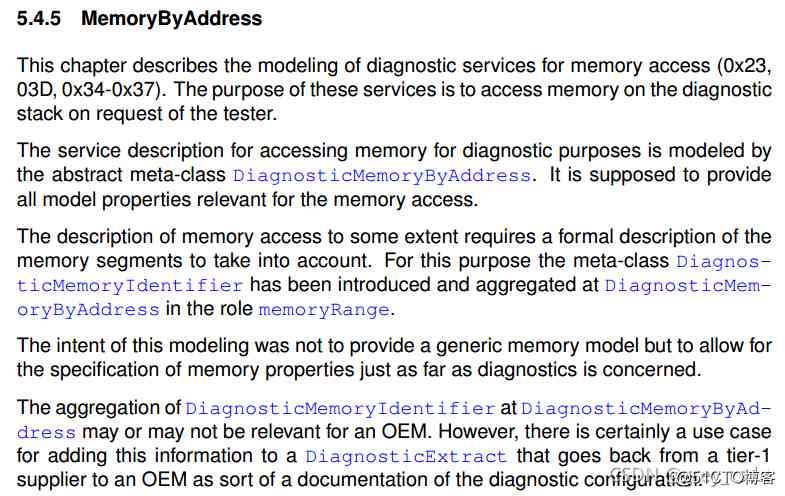 5.4.5 MemoryByAddress
This chapter describes the modeling of diagnostic services for memory access (0x23,
03D, 0x34-0x37). The purpose of these services is to access memory on the diagnostic
stack on request of the tester.
The service description for accessing memory for diagnostic purposes is modeled by
the abstract meta-class DiagnosticMemoryByAddress. It is supposed to provide
all model properties relevant for the memory access.
The description of memory access to some extent requires a formal description of the
memory segments to take into account. For this purpose the meta-class Diagnos-
ticMemoryIdentifier has been introduced and aggregated at DiagnosticMem-
oryByAddress in the role memoryRange.
The intent of this modeling was not to provide a generic memory model but to allow for
the specification of memory properties just as far as diagnostics is concerned.
The aggregation of DiagnosticMemoryIdentifier at DiagnosticMemoryByAd-
dress may or may not be relevant for an OEM. However, there is certainly a use case
for adding this information to a DiagnosticExtract that goes back from a tier-1
supplier to an OEM as sort of a documentation of the diagnostic configuration.
@51CTO博客